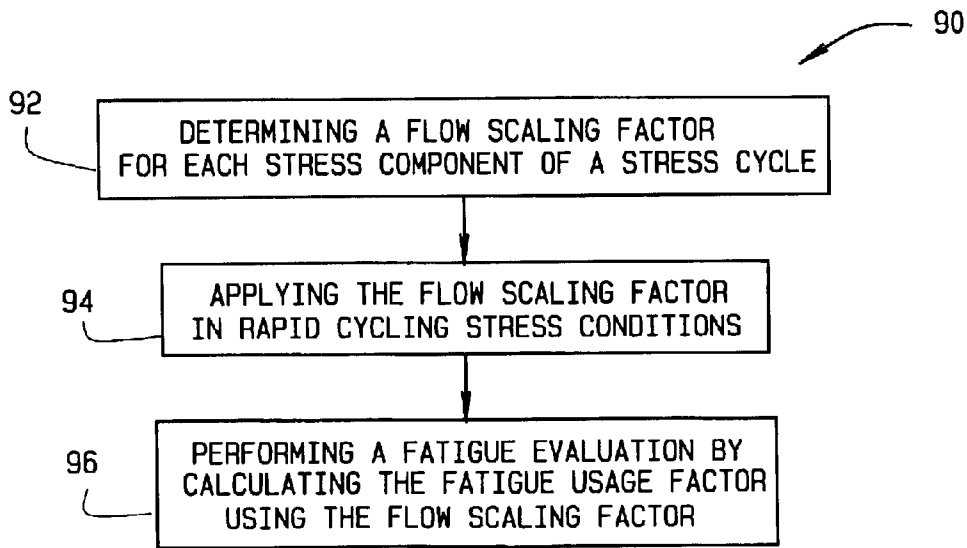 90
92
DETERMINING A FLOW SCALING FACTOR
FOR EACH STRESS COMPONENT OF A STRESS CYCLE
94
APPLYING THE FLOW SCALING FACTOR
IN RAPID CYCLING STRESS CONDITIONS
96
PERFORMING A FATIGUE EVALUATION BY
CALCULATING THE FATIGUE USAGE FACTOR
USING THE FLOW SCALING FACTOR